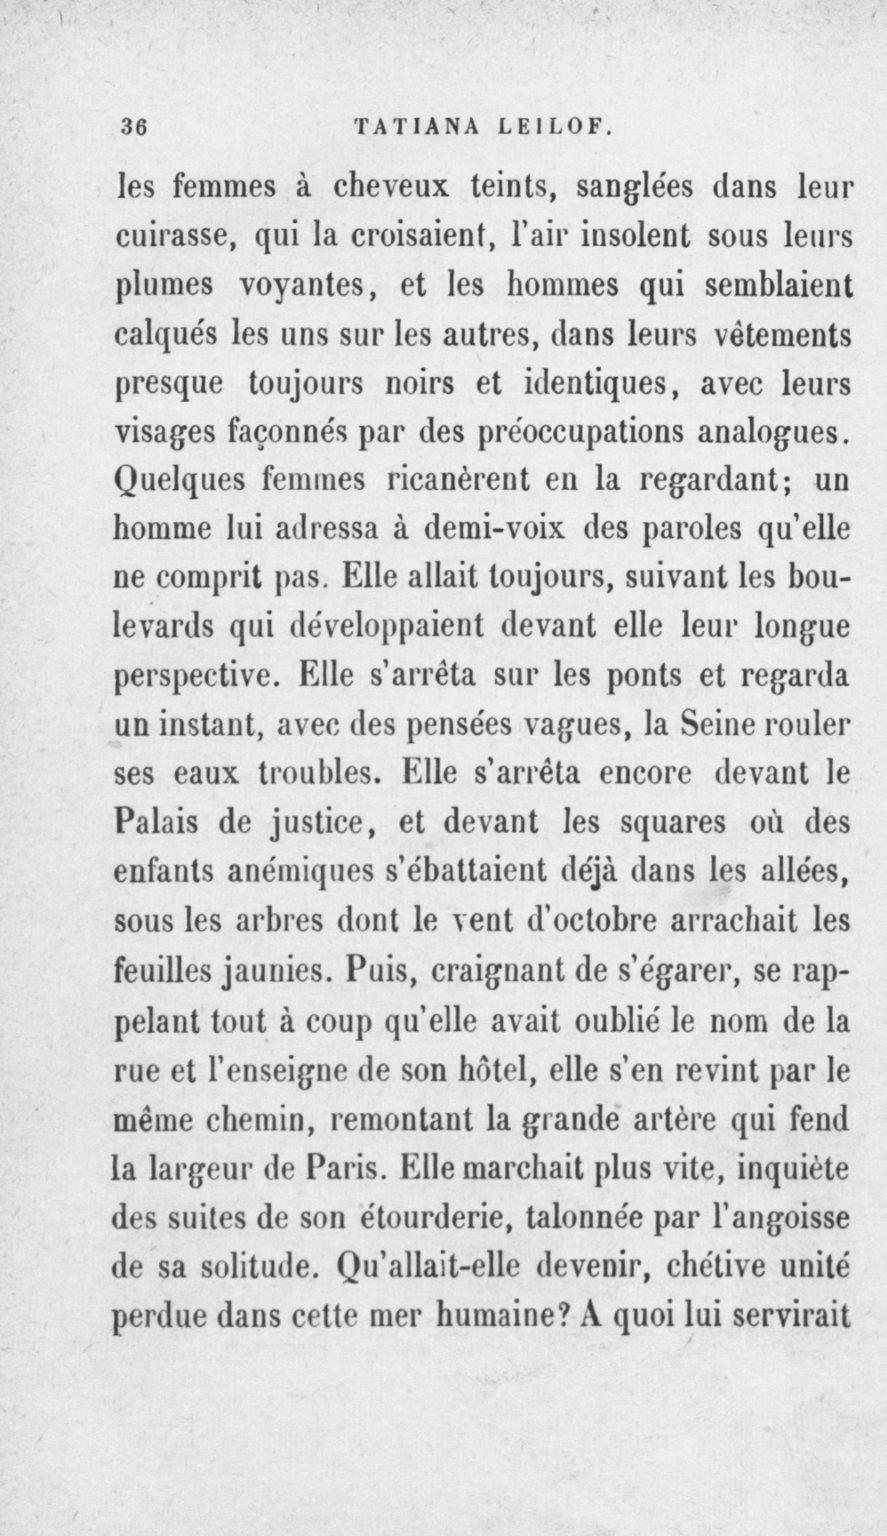 36 TATIANA LEILOF.
les femmes à cheveux teints, sanglées dans leur
cuirasse, qui la croisaient, l'air insolent sous leurs
plumes voyantes, et les hommes qui semblaient
calqués les uns sur les autres, dans leurs vêtements
presque toujours noirs et identiques, avec leurs
visages façonnés par des préoccupations analogues.
Quelques femmes ricanèrent en la regardant; un
homme lui adressa à demi-voix des paroles qu'elle
ne comprit pas. Elle allait toujours, suivant les bou-
levards qui développaient devant elle leur longue
perspective. Elle s'arrêta sur les ponts et regarda
un instant, avec des pensées vagues, la Seine rouler
ses eaux troubles. Elle s'arrêta encore devant le
Palais de justice, et devant les squares où des
enfants anémiques s'ébattaient déjà dans les allées,
sous les arbres dont le vent d'octobre arrachait les
feuilles jaunies. Puis, craignant de s'égarer, se rap-
pelant tout à coup qu'elle avait oublié le nom de la
rue et l'enseigne de son hôtel, elle s'en revint par le
même chemin, remontant la grande artère qui fend
la largeur de Paris. Elle marchait plus vite, inquiète
des suites de son étourderie, talonnée par l'angoisse
de sa solitude. Qu'allait-elle devenir, chétive unité
perdue dans cette mer humaine? A quoi lui servirait